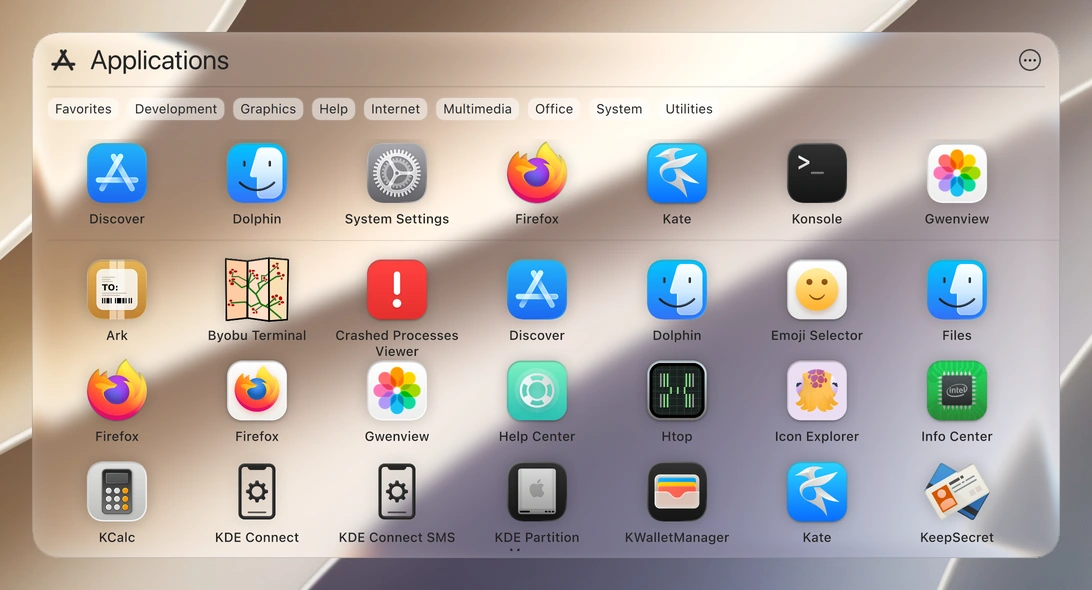 Applications
Favorites Development Graphics Help Internet Multimedia Office System Utilities
>_
Discover Dolphin System Settings Firefox Kate Konsole Gwenview
TO:
Ark Byobu Terminal Crashed Processes Viewer Discover Dolphin Emoji Selector Files
intel
Firefox Firefox Gwenview Help Center Htop Icon Explorer Info Center
KCalc KDE Connect KDE Connect SMS KDE Partition KWalletManager Kate KeepSecret